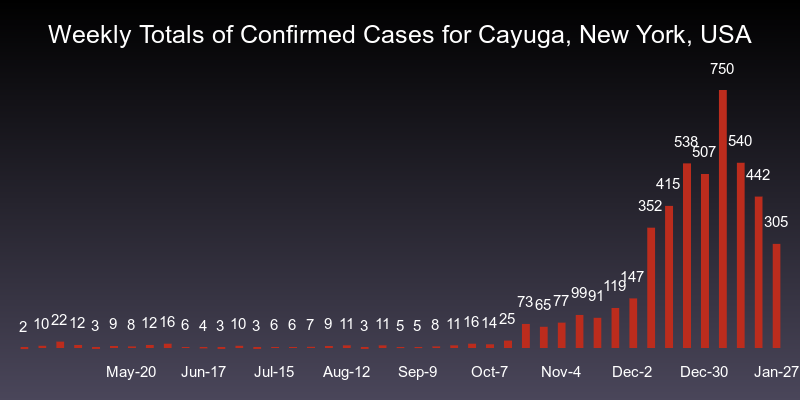 Weekly Totals of Confirmed Cases for Cayuga, New York, USA
750
538 507 540
415 442
352 305
147
119
73 65 77 99 91
2 10 22 12 3 9 8 12 16 6 4 3 10 3 6 6 7 9 11 3 11 5 5 8 11 16 14 25
May-20 Jun-17 Jul-15 Aug-12 Sep-9 Oct-7 Nov-4 Dec-2 Dec-30 Jan-27